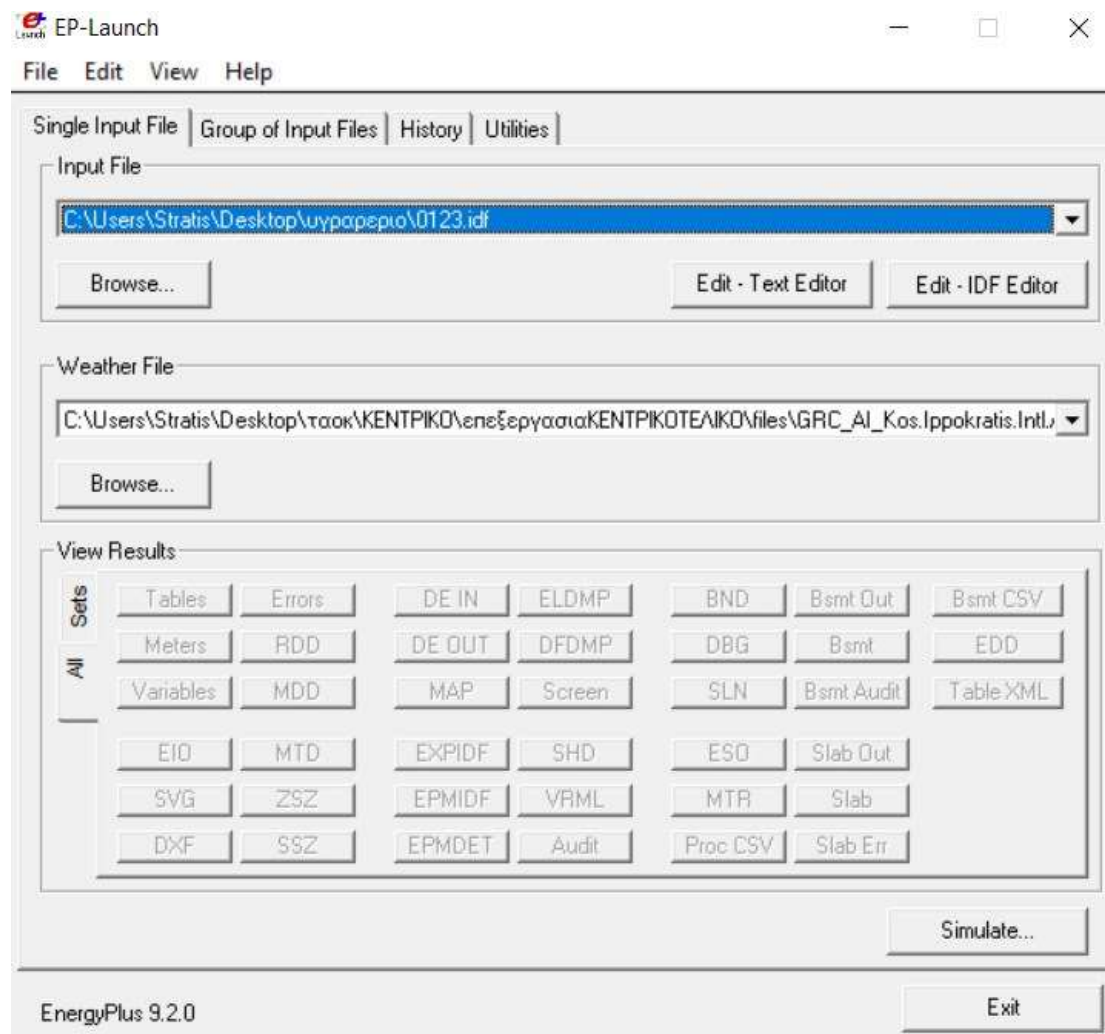 Launch EP-Launch
File Edit View Help
Single Input File Group of Input Files History Utilities
Input File
C:\Users\Stratis\Desktop\υγραεριο\0123.idf
Browse... Edit - Text Editor Edit - IDF Editor
Weather File
C:\Users\Stratis\Desktop\ταοκ\ΚΕΝΤΡΙΚΟ\επεξεργασιαΚΕΝΤΡΙΚΟΤΕΛΙΚΟ\files\GRC_AI_Kos.Ippokratis.Intl.
Browse...
View Results
Sets
All
Tables Errors DE IN ELDMP BND Bsmt Out Bsmt CSV
Meters RDD DE OUT DFDMP DBG Bsmt EDD
Variables MDD MAP Screen SLN Bsmt Audit Table XML
EIO MTD EXPIDF SHD ESO Slab Out
SVG ZSZ EPMIDF VRML MTR Slab
DXF SSZ EPMDET Audit Proc CSV Slab Err
Simulate...
EnergyPlus 9.2.0 Exit